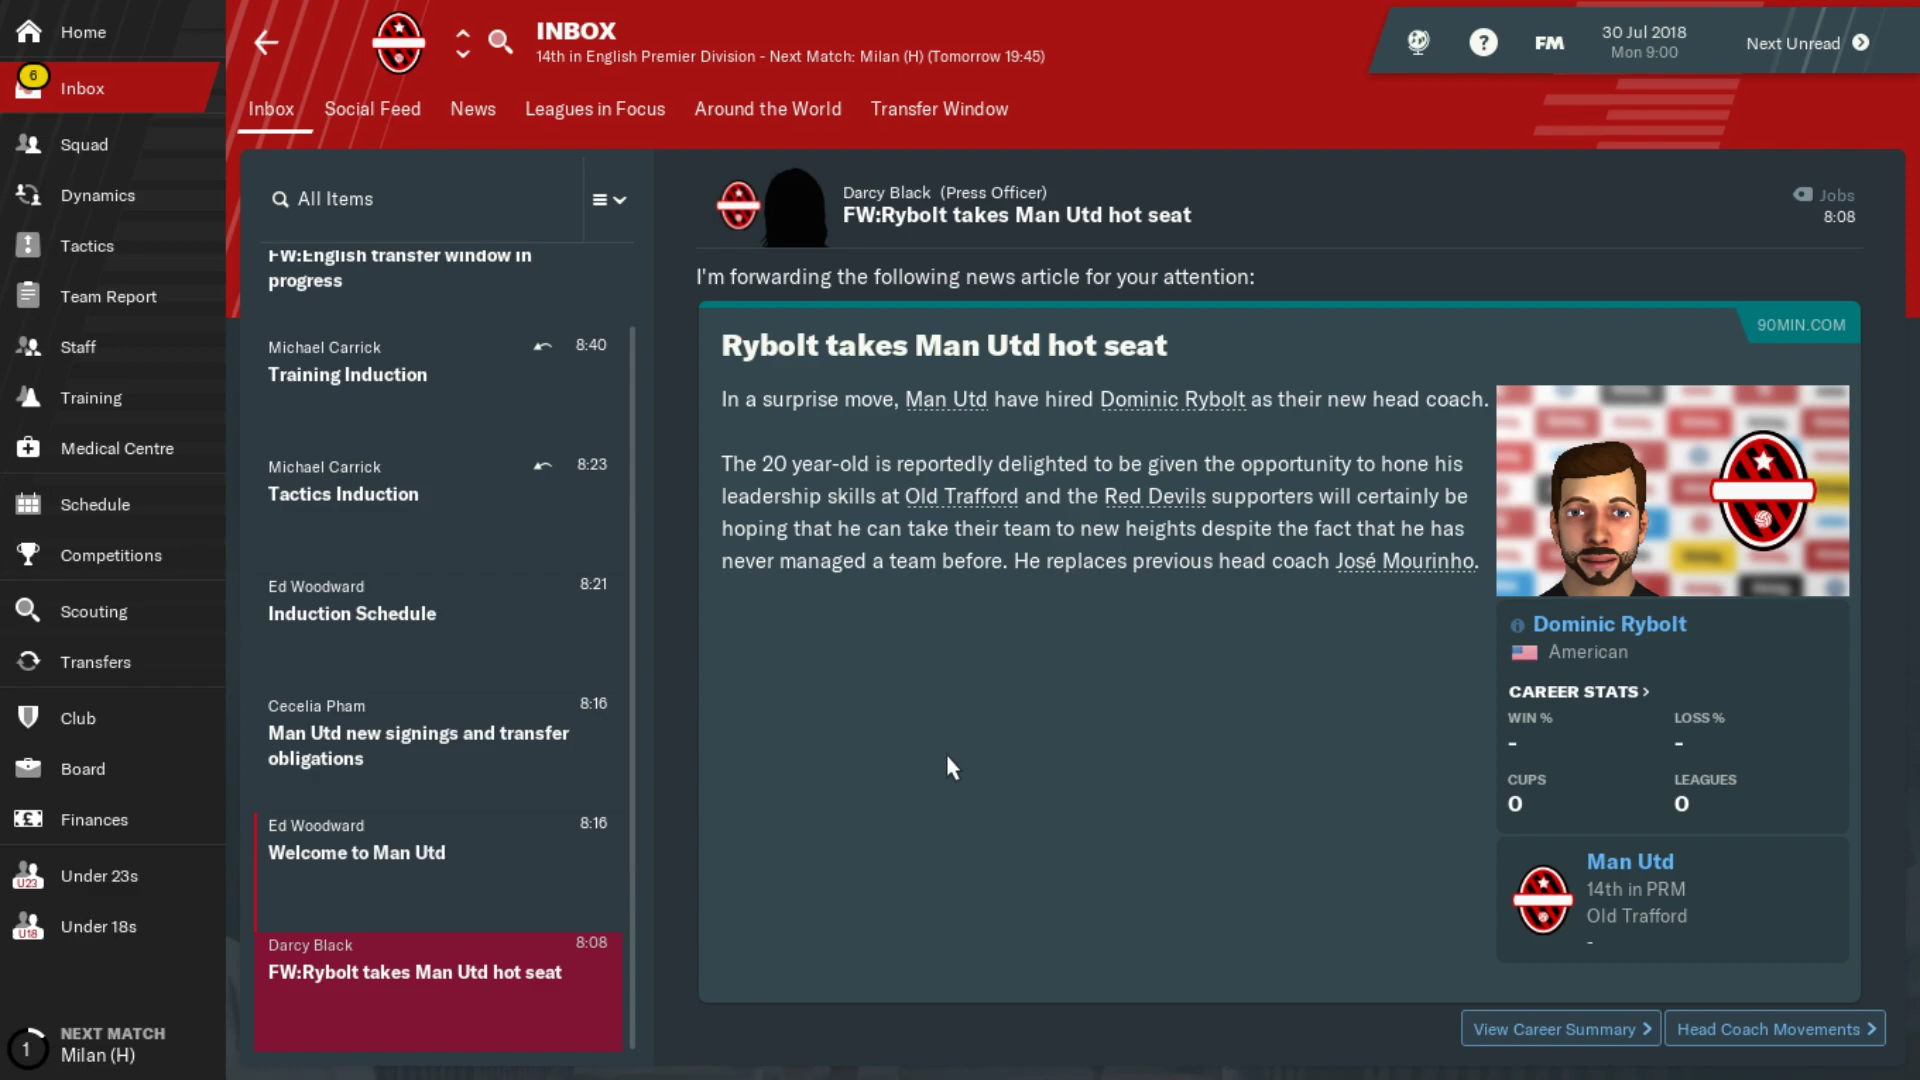 Home
6
Inbox
Squad
Dynamics
Tactics
Team Report
Staff
Training
Medical Centre
Schedule
Competitions
Scouting
Transfers
Club
Board
Finances
U23
Under 23s
U18
Under 18s
1
NEXT MATCH
Milan (H)
INBOX
14th in English Premier Division - Next Match: Milan (H) (Tomorrow 19:45)
?
FM
30 Jul 2018
Mon 9:00
Next Unread
Inbox
Social Feed
News
Leagues in Focus
Around the World
Transfer Window
All Items
FW:English transfer window in
progress
Michael Carrick
8:40
Training Induction
Michael Carrick
8:23
Tactics Induction
Ed Woodward
8:21
Induction Schedule
Cecelia Pham
8:16
Man Utd new signings and transfer
obligations
Ed Woodward
8:16
Welcome to Man Utd
Darcy Black
8:08
FW:Rybolt takes Man Utd hot seat
Darcy Black (Press Officer)
FW:Rybolt takes Man Utd hot seat
Jobs
8:08
I'm forwarding the following news article for your attention:
90MIN.COM
Rybolt takes Man Utd hot seat
In a surprise move, Man Utd have hired Dominic Rybolt as their new head coach.
The 20 year-old is reportedly delighted to be given the opportunity to hone his
leadership skills at Old Trafford and the Red Devils supporters will certainly be
hoping that he can take their team to new heights despite the fact that he has
never managed a team before. He replaces previous head coach José Mourinho.
Dominic Rybolt
American
CAREER STATS >
WIN %
LOSS %
-
-
CUPS
LEAGUES
0
0
Man Utd
14th in PRM
Old Trafford
-
View Career Summary >
Head Coach Movements >